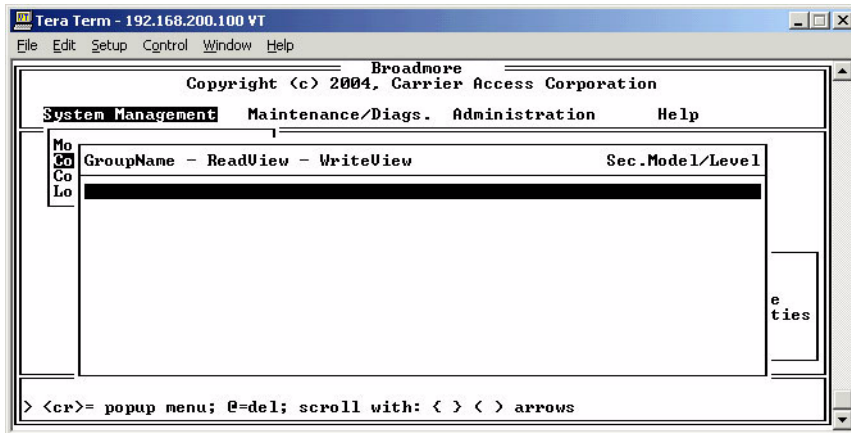 Tera Term - 192.168.200.100 VT
File Edit Setup Control Window Help
Broadmore
Copyright (c) 2004, Carrier Access Corporation
System Management Maintenance/Diags. Administration Help
Mo
Co GroupName - ReadView - WriteView Sec.Model/Level
Co
Lo
e
ties
> <cr>= popup menu; @=del; scroll with: { } ( ) arrows